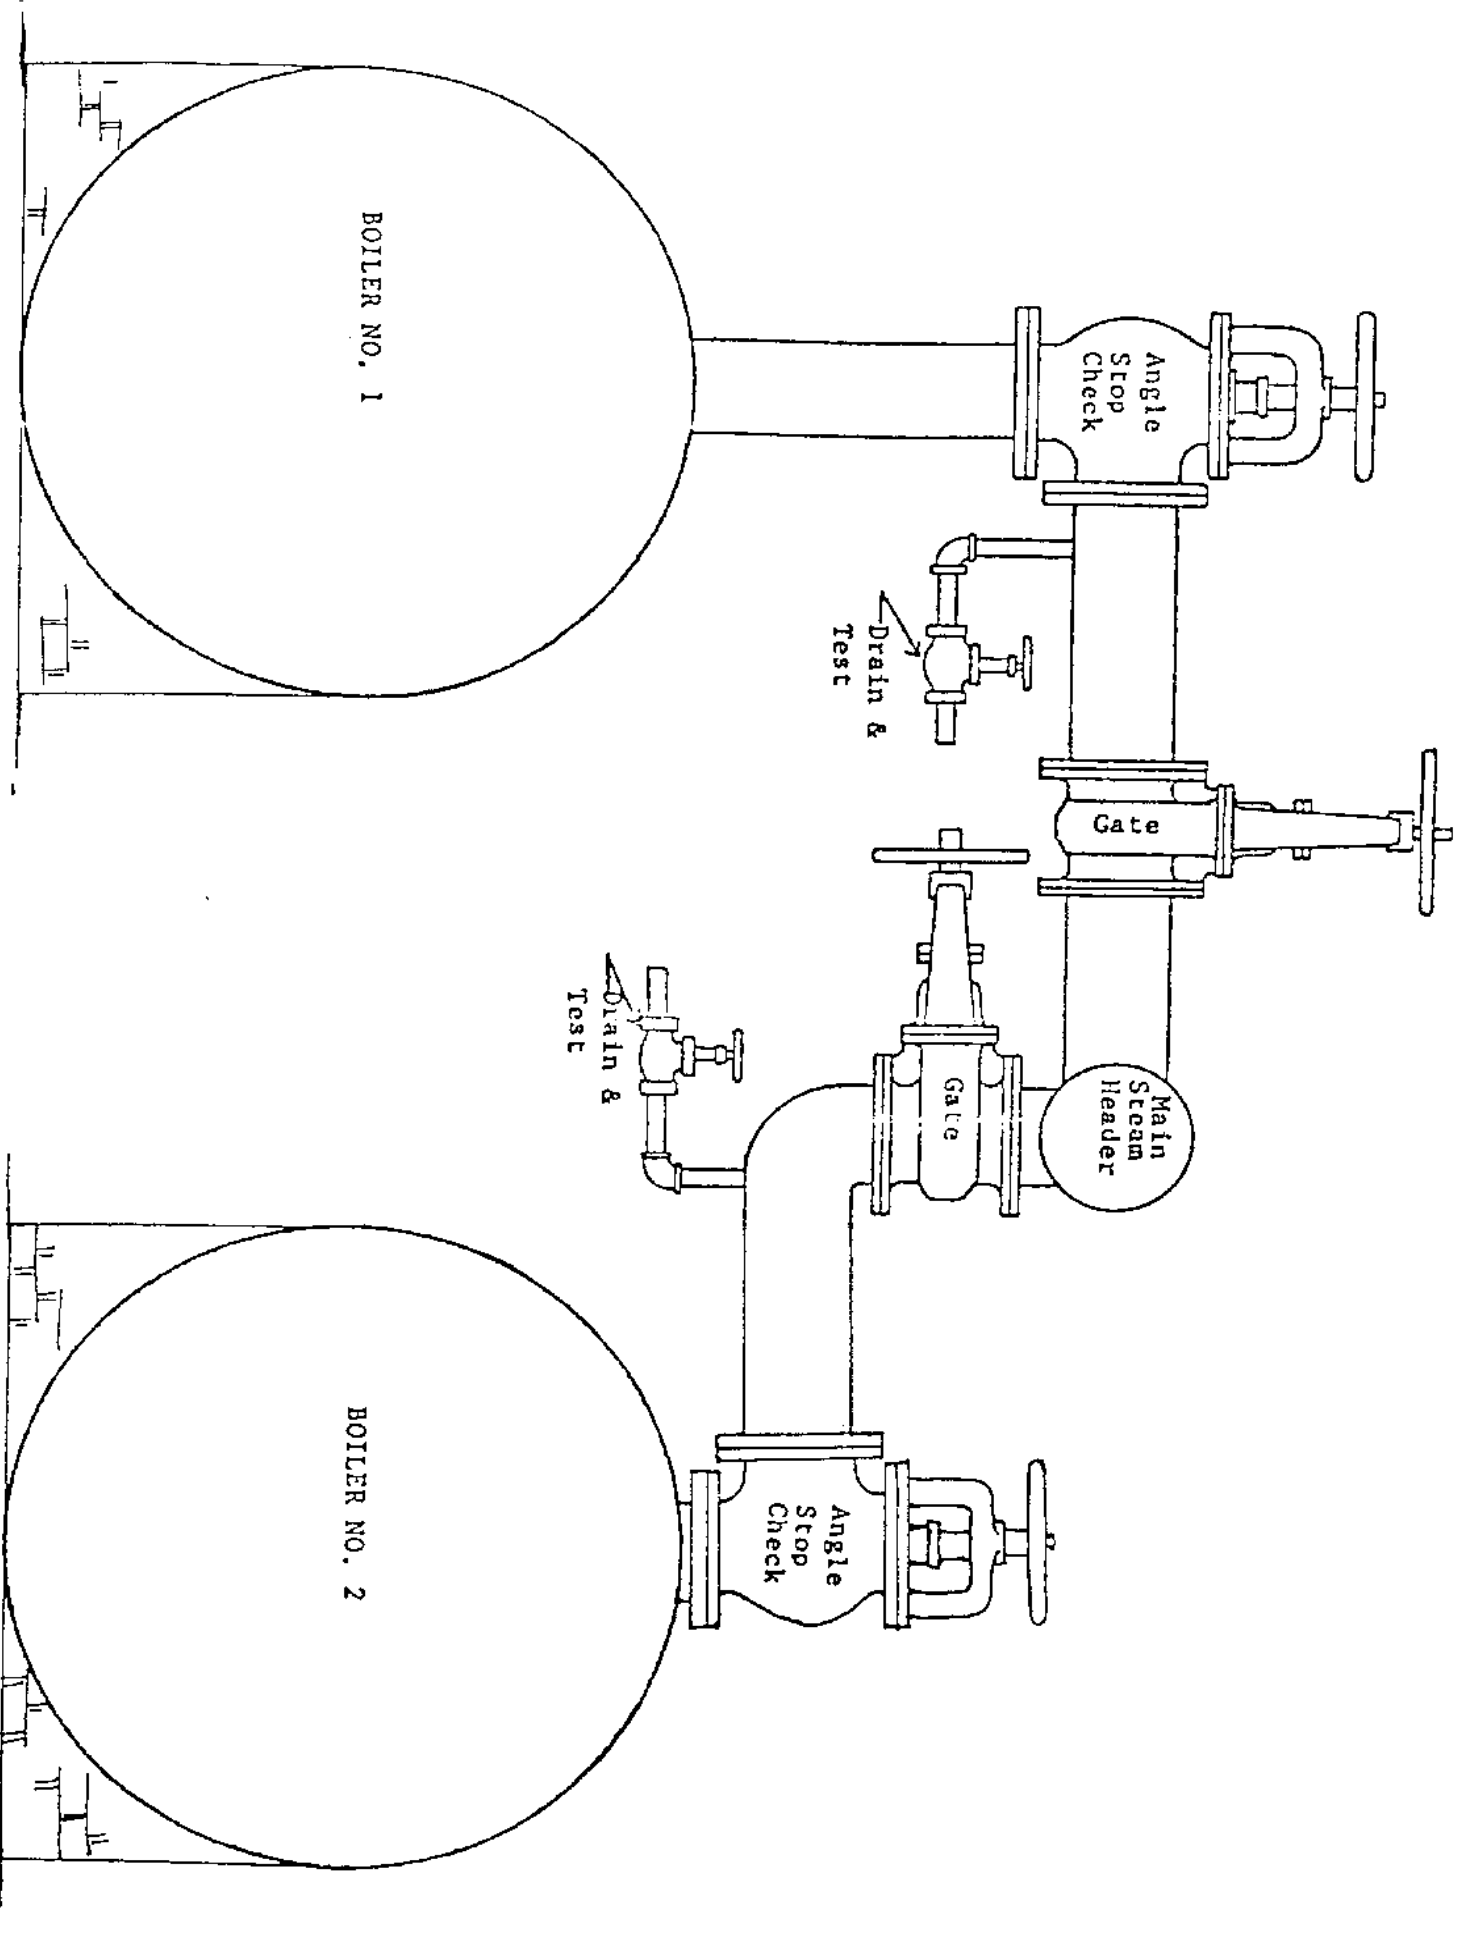 Angle
Stop
Check
Gate
Main
Steam
Header
Drain &
Test
Gate
Angle
Stop
Check
Drain &
Test
BOILER NO. 1
BOILER NO. 2